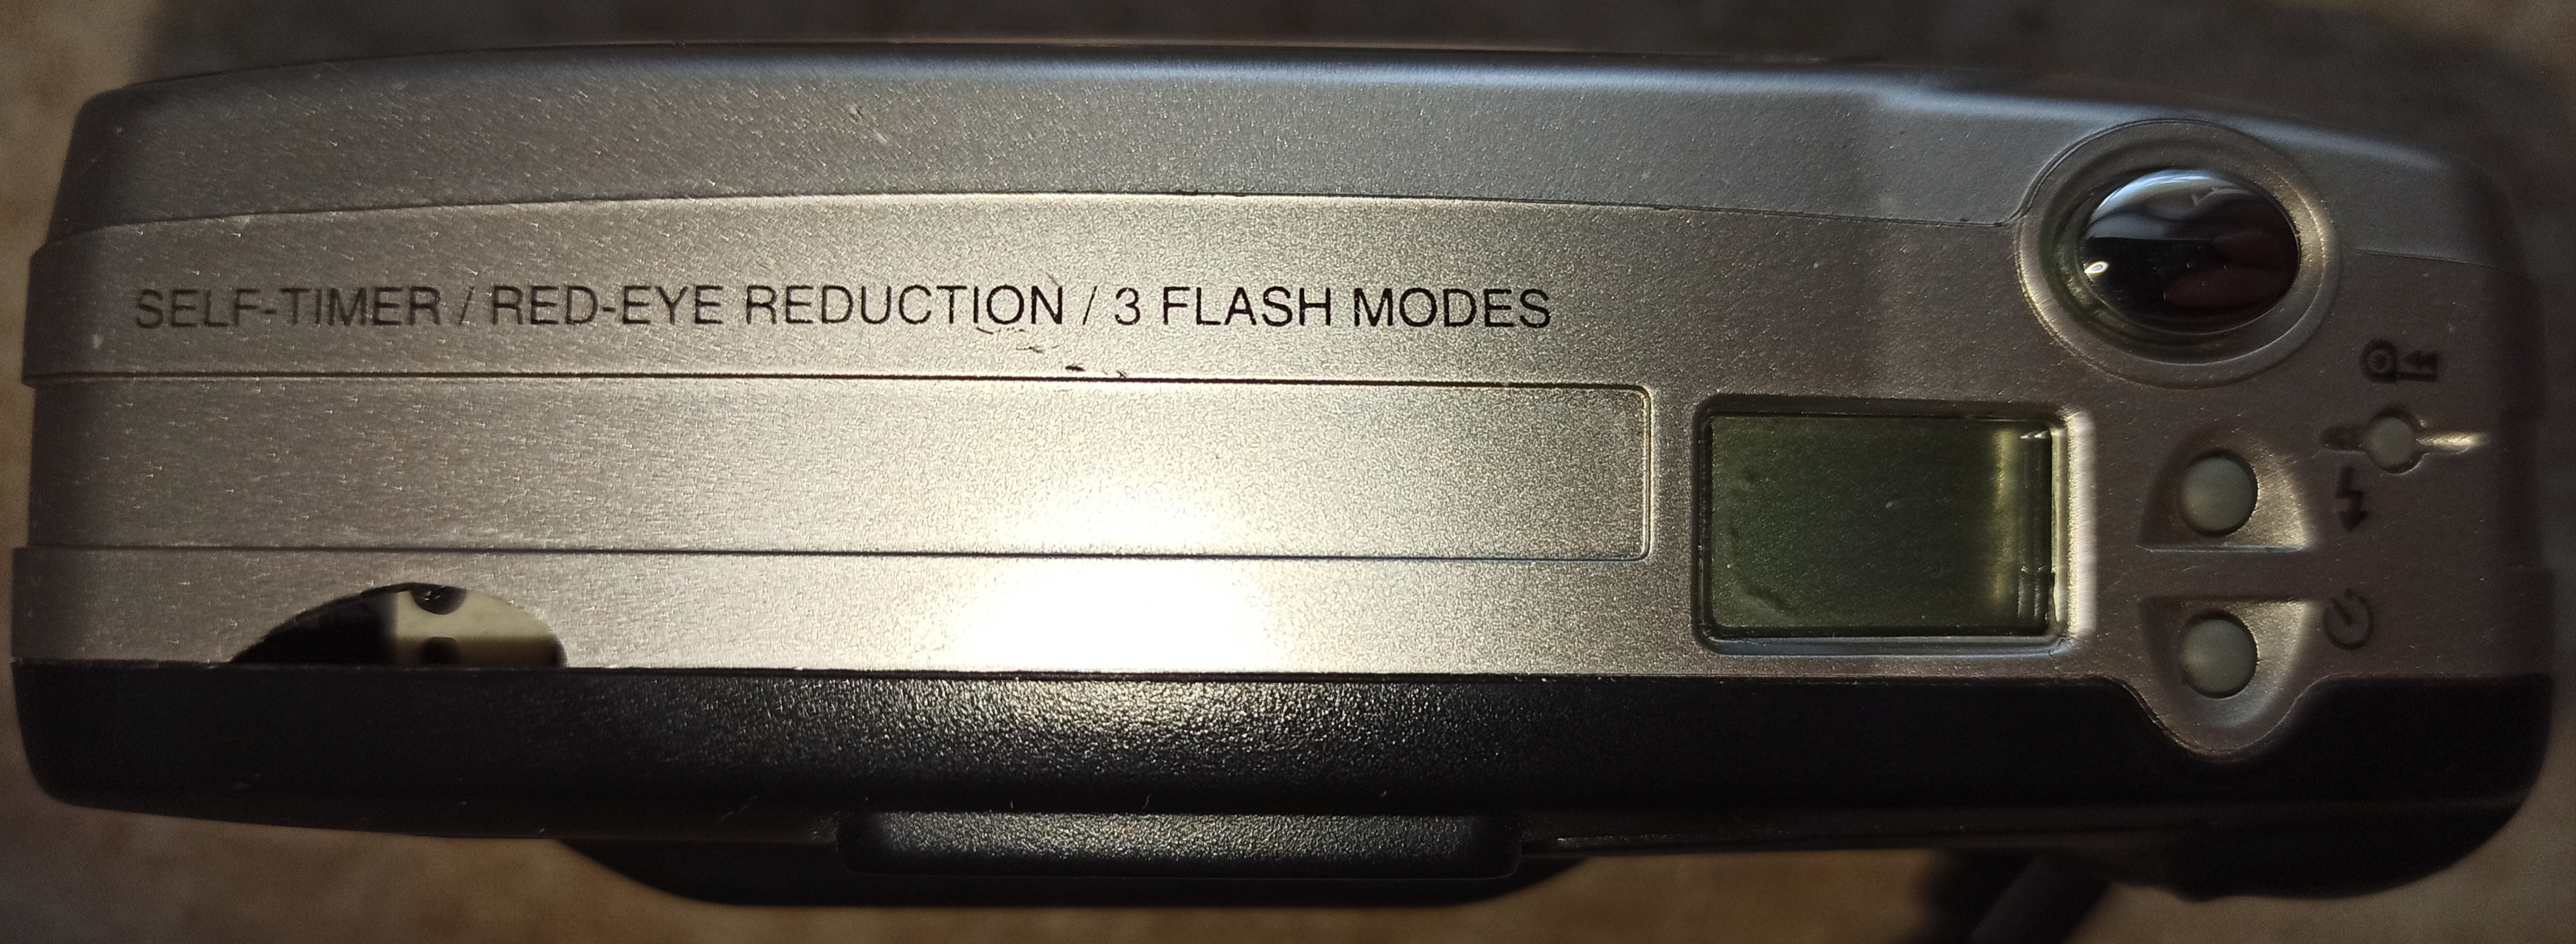 SELF-TIMER / RED-EYE REDUCTION / 3 FLASH MODES